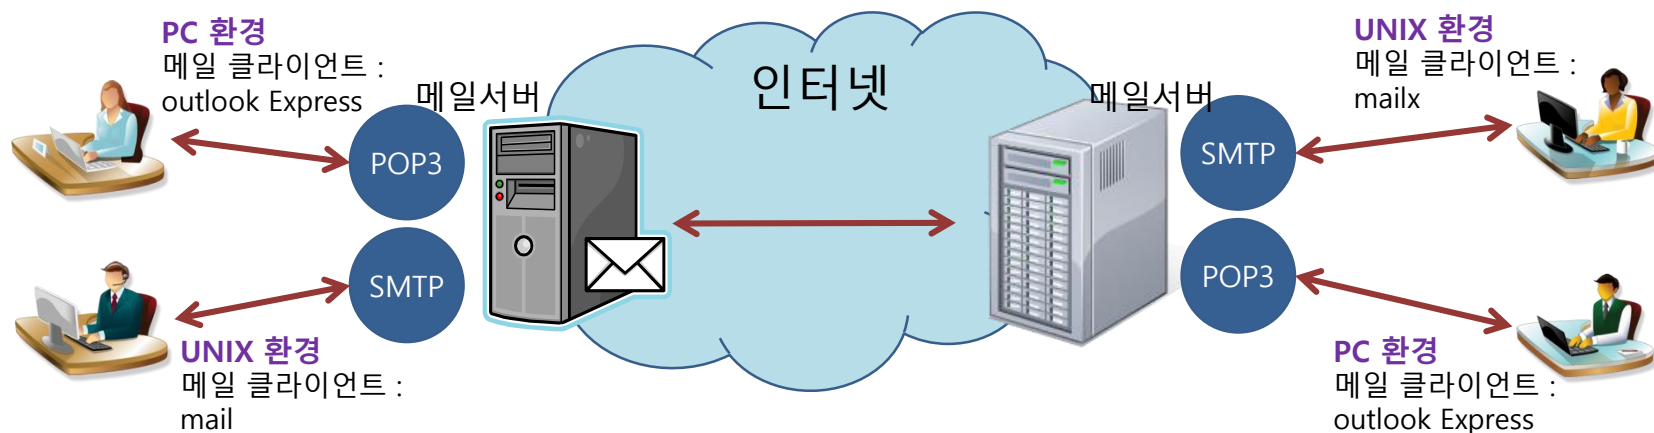 PC 환경
메일 클라이언트 :
outlook Express
메일서버
POP3
SMTP
UNIX 환경
메일 클라이언트 :
mail
인터넷
메일서버
UNIX 환경
메일 클라이언트 :
mailx
SMTP
POP3
PC 환경
메일 클라이언트 :
outlook Express